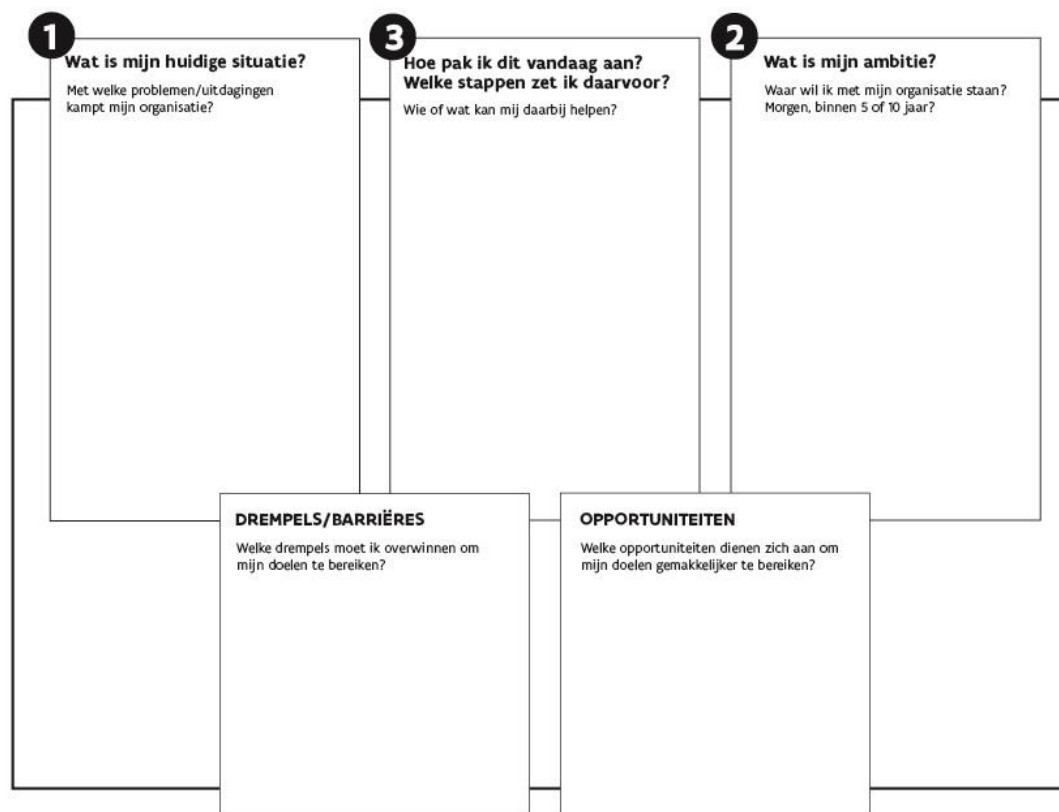 1
Wat is mijn huidige situatie?
Met welke problemen/uitdagingen
kampt mijn organisatie?
3
Hoe pak ik dit vandaag aan?
Welke stappen zet ik daarvoor?
Wie of wat kan mij daarbij helpen?
2
Wat is mijn ambitie?
Waar wil ik met mijn organisatie staan?
Morgen, binnen 5 of 10 jaar?
DREMPELS/BARRIÈRES
Welke drempels moet ik overwinnen om
mijn doelen te bereiken?
OPPORTUNITEITEN
Welke opportuniteiten dienen zich aan om
mijn doelen gemakkelijker te bereiken?